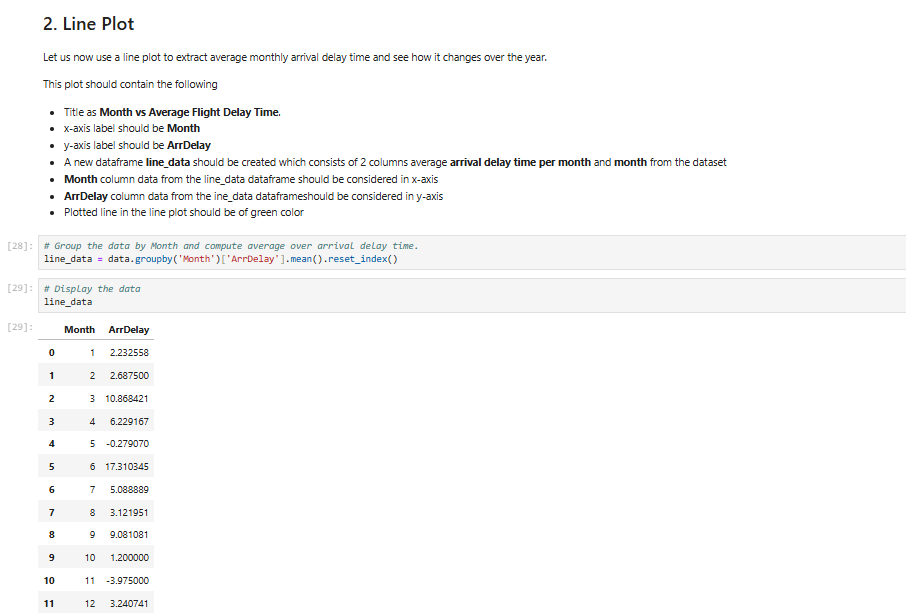 2. Line Plot
Let us now use a line plot to extract average monthly arrival delay time and see how it changes over the year.
This plot should contain the following
• Title as Month vs Average Flight Delay Time.
• x-axis label should be Month
• y-axis label should be ArrDelay
• A new dataframe line_data should be created which consists of 2 columns average arrival delay time per month and month from the dataset
• Month column data from the line_data dataframe should be considered in x-axis
• ArrDelay column data from the ine_data dataframeshould be considered in y-axis
• Plotted line in the line plot should be of green color
[28]: # Group the data by Month and compute average over arrival delay time.
line_data = data.groupby('Month')['ArrDelay'].mean().reset_index()
[29]: # Display the data
line_data
[29]: Month ArrDelay
0 1 2.232558
1 2 2.687500
2 3 10.868421
3 4 6.229167
4 5 -0.279070
5 6 17.310345
6 7 5.088889
7 8 3.121951
8 9 9.081081
9 10 1.200000
10 11 -3.975000
11 12 3.240741